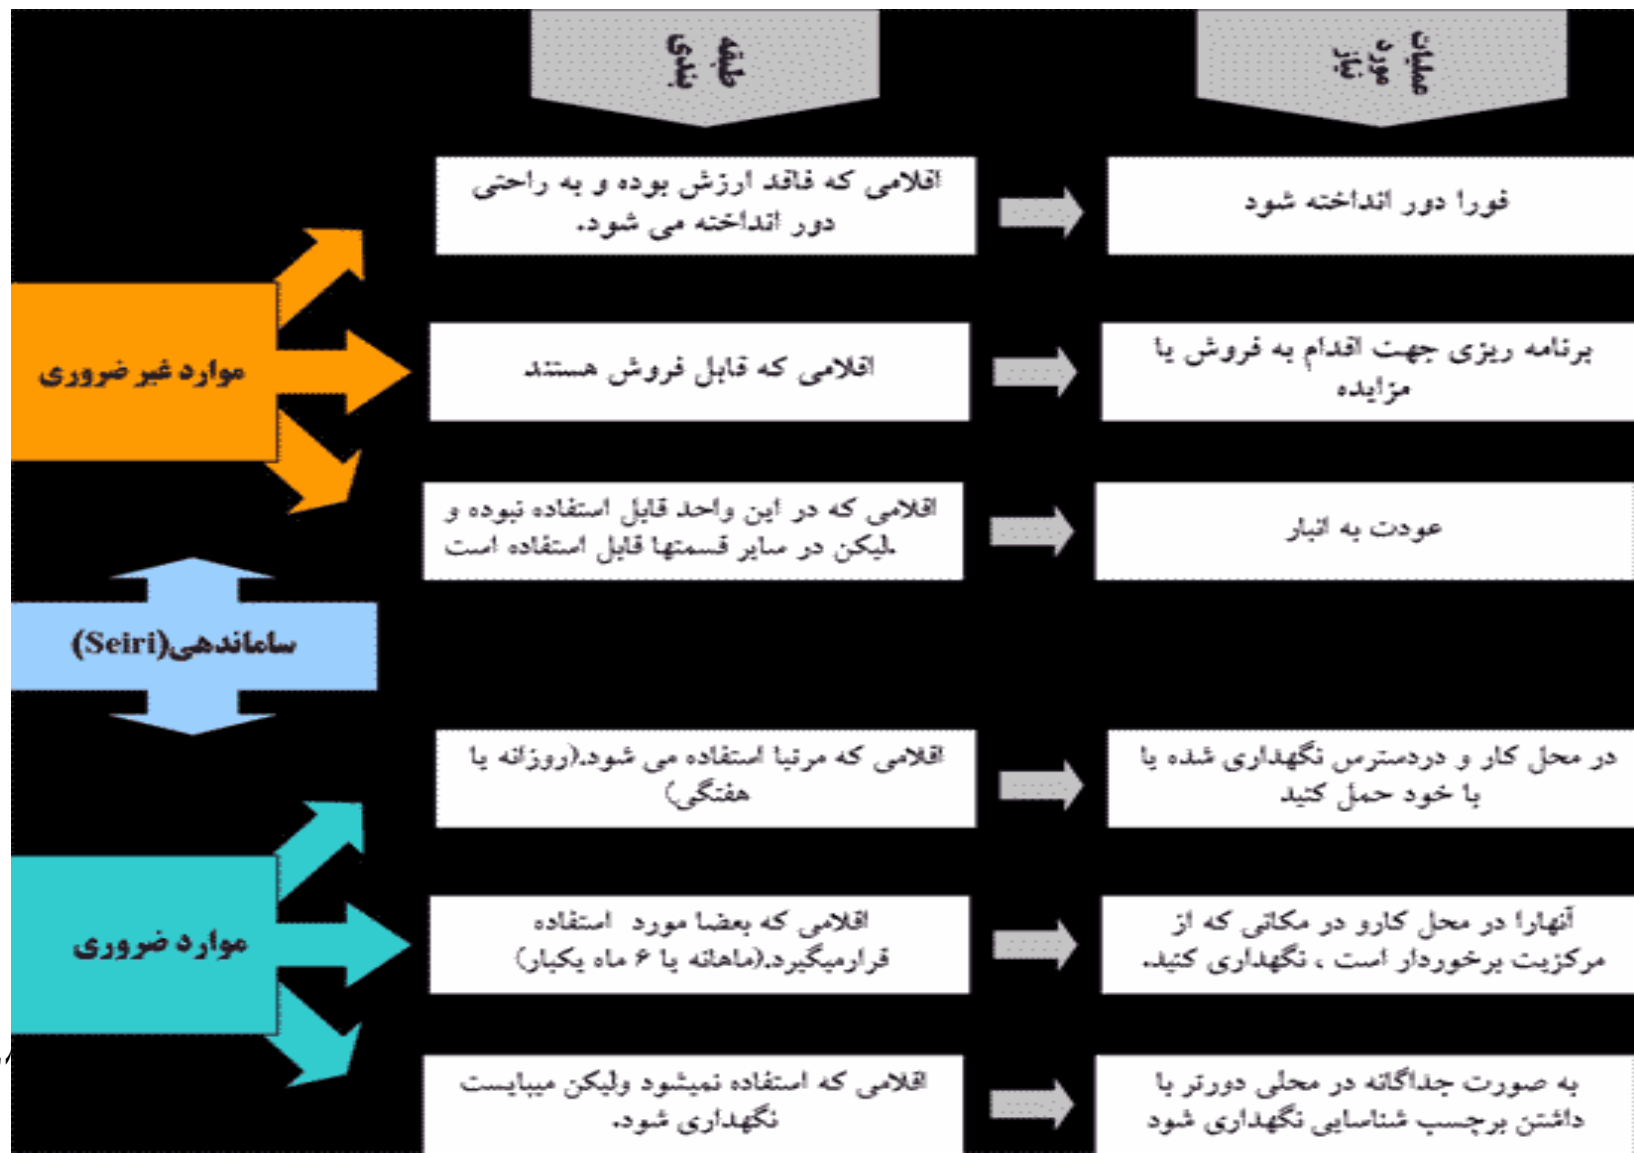 طبقه
بندی
عملیات
مورد
نیاز
اقلامی که فاقد ارزش بوده و به راحتی
دور انداخته می شود.
فورا دور انداخته شود
موارد غیر ضروری
اقلامی که قابل فروش هستند
برنامه ریزی جهت اقدام به فروش یا
مزایده
اقلامی که در این واحد قابل استفاده نبوده و
لیکن در سایر قسمتها قابل استفاده است.
عودت به انبار
ساماندهی(Seiri)
اقلامی که مرتبا استفاده می شود.(روزانه یا
هفتگی)
در محل کار و دردسترس نگهداری شده یا
با خود حمل کنید
موارد ضروری
اقلامی که بعضا مورد استفاده
قرارمیگیرد.(ماهانه یا ۶ ماه یکبار)
آنهارا در محل کارو در مکانی که از
مرکزیت برخوردار است ، نگهداری کنید.
اقلامی که استفاده نمیشود ولیکن میبایست
نگهداری شود.
به صورت جداگانه در محلی دورتر با
داشتن برچسب شناسایی نگهداری شود